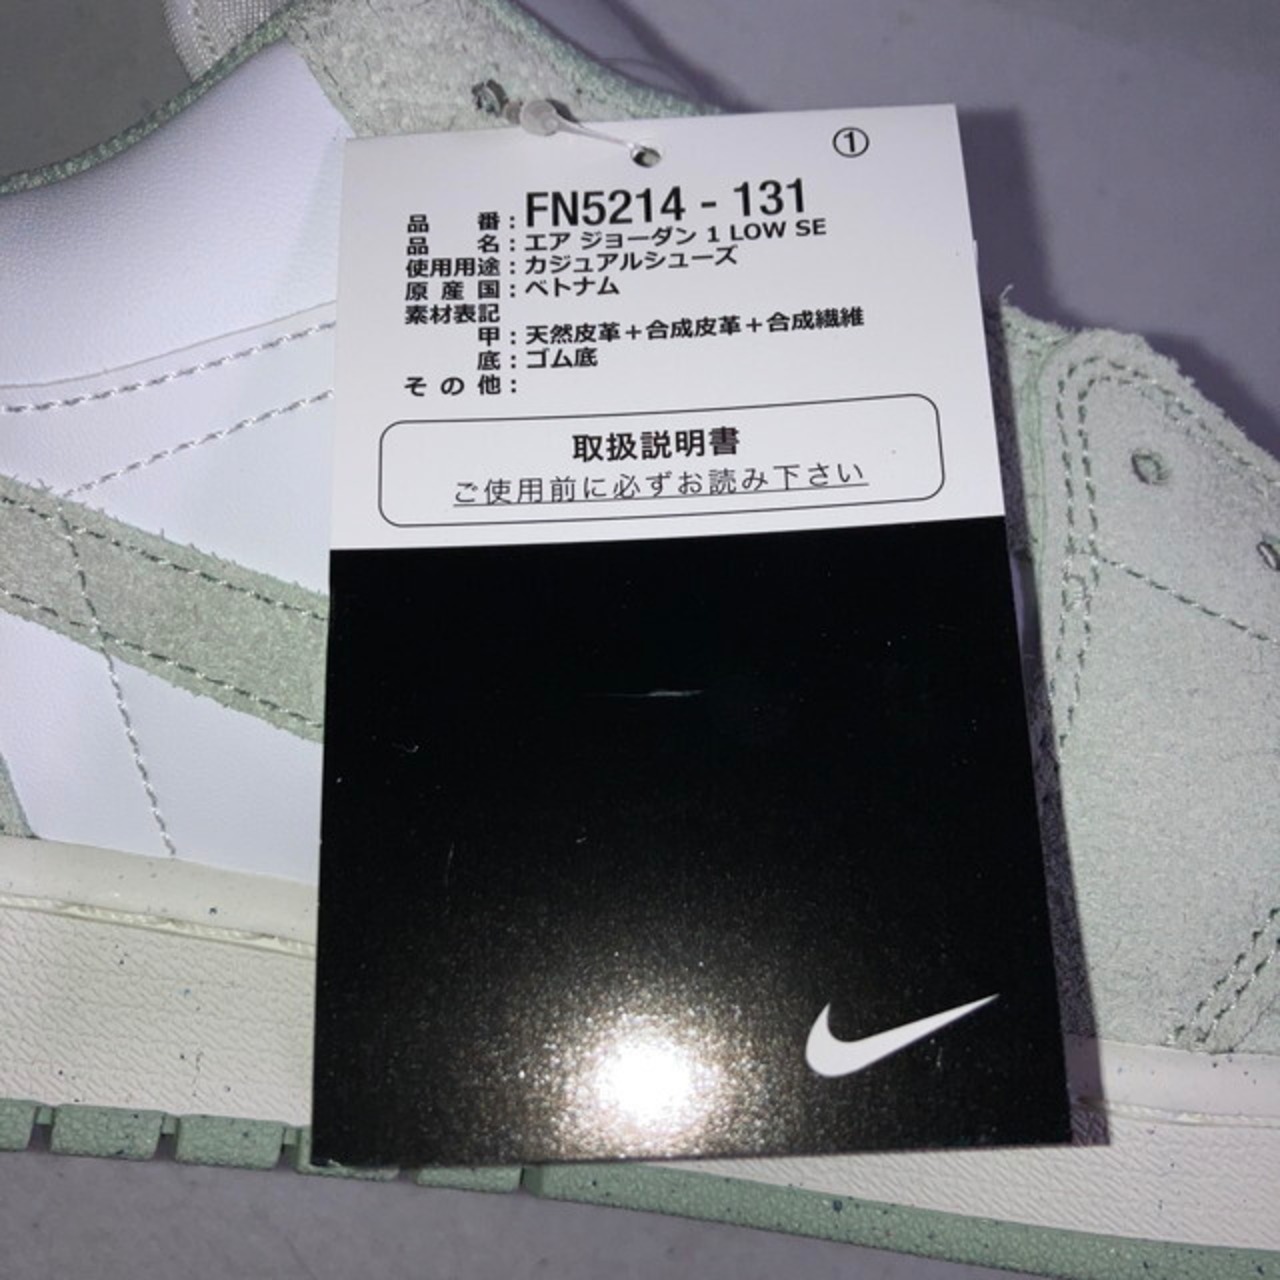 ①
品番：FN5214 - 131
品名：エア ジョーダン 1 LOW SE
使用用途：カジュアルシューズ
原産国：ベトナム
素材表記
甲：天然皮革＋合成皮革＋合成繊維
底：ゴム底
その他：
取扱説明書
ご使用前に必ずお読み下さい